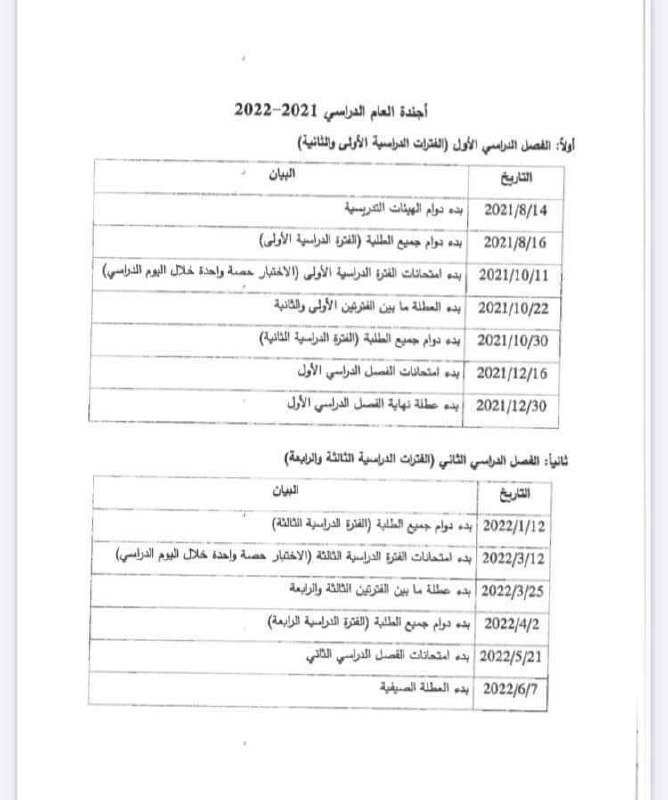 أجندة العام الدراسي 2021-2022
أولاً: الفصل الدراسي الأول (الفترات الدراسية الأولى والثانية)
التاريخ البيان
2021/8/14 بدء دوام الهيئات التدريسية
2021/8/16 بدء دوام جميع الطلبة (الفترة الدراسية الأولى)
2021/10/11 بدء امتحانات الفترة الدراسية الأولى (الاختبار حصة واحدة خلال اليوم الدراسي)
2021/10/22 بدء العطلة ما بين الفترتين الأولى والثانية
2021/10/30 بدء دوام جميع الطلبة (الفترة الدراسية الثانية)
2021/12/16 بدء امتحانات الفصل الدراسي الأول
2021/12/30 بدء عطلة نهاية الفصل الدراسي الأول
ثانياً: الفصل الدراسي الثاني (الفترات الدراسية الثالثة والرابعة)
التاريخ البيان
2022/1/12 بدء دوام جميع الطلبة (الفترة الدراسية الثالثة)
2022/3/12 بدء امتحانات الفترة الدراسية الثالثة (الاختبار حصة واحدة خلال اليوم الدراسي)
2022/3/25 بدء عطلة ما بين الفترتين الثالثة والرابعة
2022/4/2 بدء دوام جميع الطلبة (الفترة الدراسية الرابعة)
2022/5/21 بدء امتحانات الفصل الدراسي الثاني
2022/6/7 بدء العطلة الصيفية